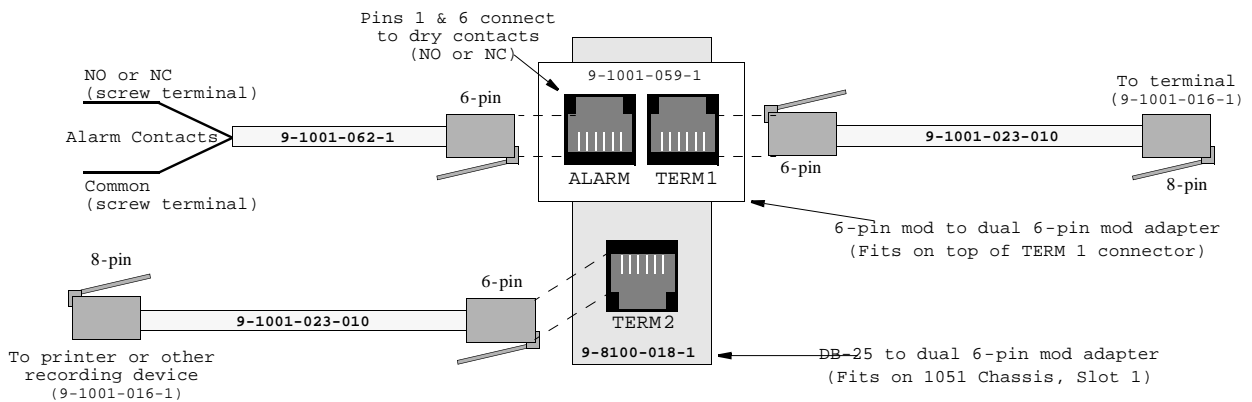 Pins 1 & 6 connect
to dry contacts
(NO or NC)
9-1001-059-1
NO or NC
(screw terminal)
6-pin
To terminal
(9-1001-016-1)
Alarm Contacts
9-1001-062-1
9-1001-023-010
ALARM
TERM1
6-pin
8-pin
Common
(screw terminal)
6-pin mod to dual 6-pin mod adapter
(Fits on top of TERM 1 connector)
8-pin
6-pin
9-1001-023-010
TERM2
To printer or other
recording device
(9-1001-016-1)
9-8100-018-1
DB-25 to dual 6-pin mod adapter
(Fits on 1051 Chassis, Slot 1)